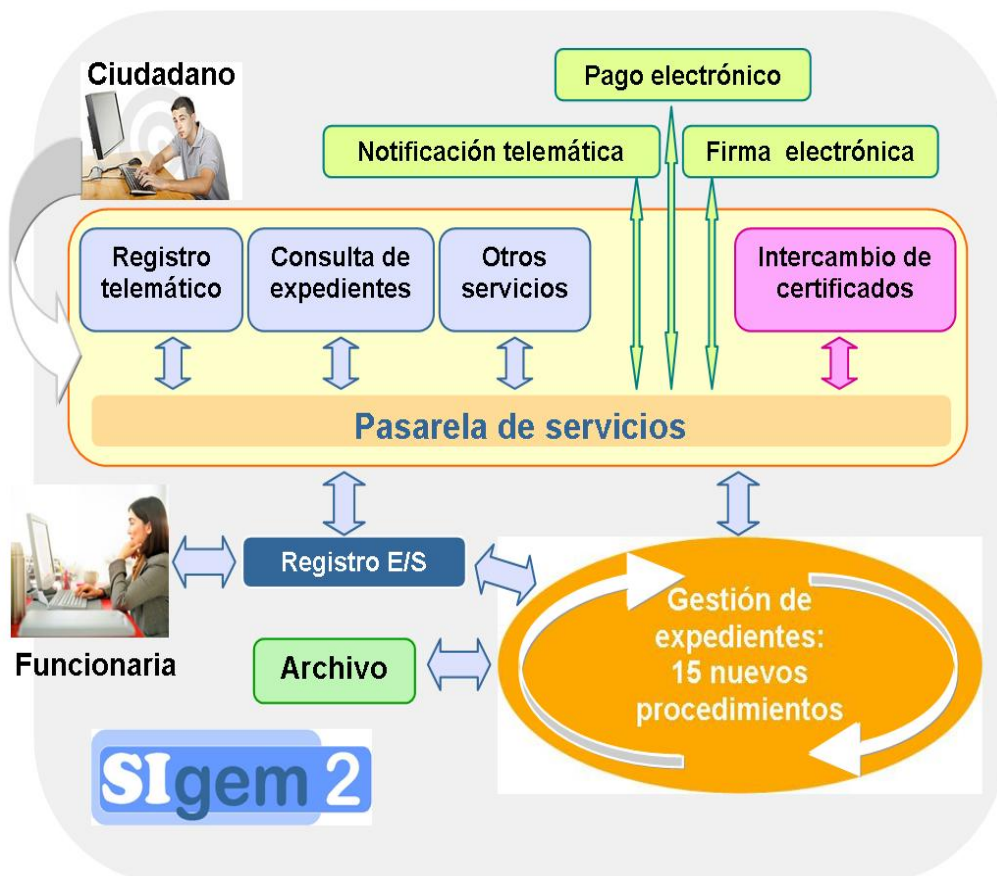 Ciudadano
Pago electrónico
Notificación telemática
Firma electrónica
Registro
telemático
Consulta de
expedientes
Otros
servicios
Intercambio de
certificados
Pasarela de servicios
Registro E/S
Funcionaria
Archivo
Gestión de
expedientes:
15 nuevos
procedimientos
SIgem 2